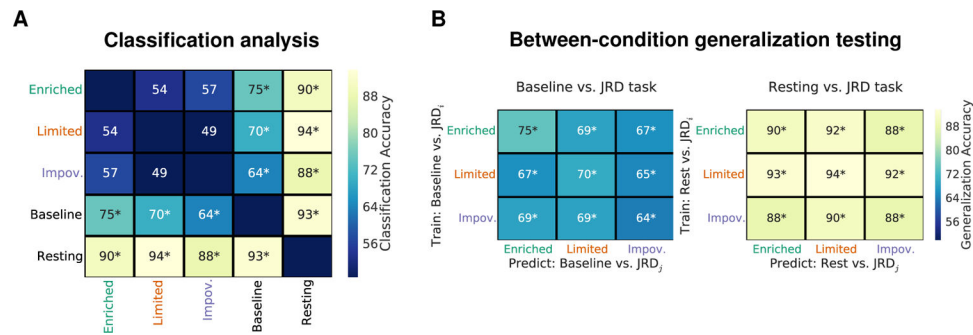 A
Classification analysis
Enriched 54 57 75* 90*
Limited 54 49 70* 94*
Impov. 57 49 64* 88*
Baseline 75* 70* 64* 93*
Resting 90* 94* 88* 93*
Enriched
Limited
Impov.
Baseline
Resting
88
80
72
64
56
Classification Accuracy
B
Between-condition generalization testing
Baseline vs. JRD task
Train: Baseline vs. JRDᵢ
Enriched 75* 69* 67*
Limited 67* 70* 65*
Impov. 69* 69* 64*
Enriched Limited Impov.
Predict: Baseline vs. JRDⱼ
Resting vs. JRD task
Train: Rest vs. JRDᵢ
Enriched 90* 92* 88*
Limited 93* 94* 92*
Impov. 88* 90* 88*
Enriched Limited Impov.
Predict: Rest vs. JRDⱼ
88
80
72
64
56
Generalization Accuracy